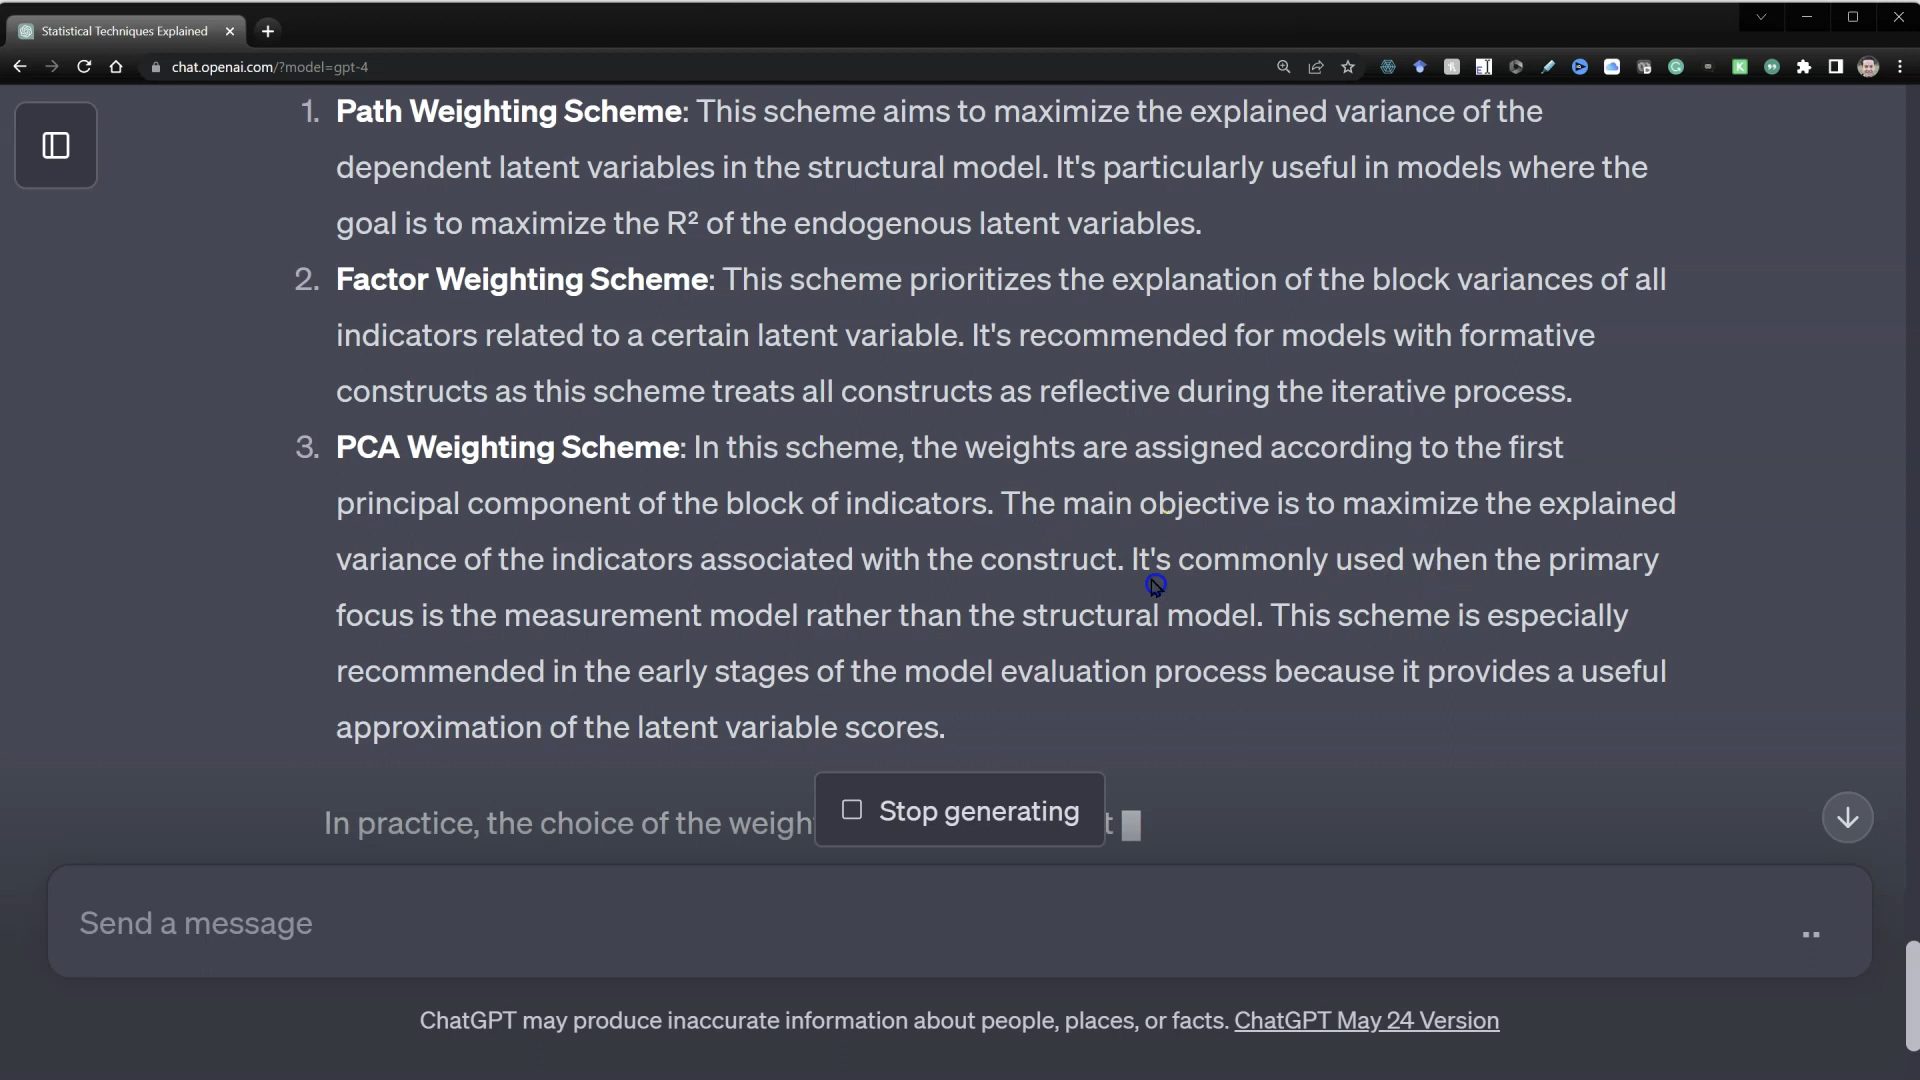 Statistical Techniques Explained
chat.openai.com/?model=gpt-4
1. Path Weighting Scheme: This scheme aims to maximize the explained variance of the
dependent latent variables in the structural model. It's particularly useful in models where the
goal is to maximize the R² of the endogenous latent variables.
2. Factor Weighting Scheme: This scheme prioritizes the explanation of the block variances of all
indicators related to a certain latent variable. It's recommended for models with formative
constructs as this scheme treats all constructs as reflective during the iterative process.
3. PCA Weighting Scheme: In this scheme, the weights are assigned according to the first
principal component of the block of indicators. The main objective is to maximize the explained
variance of the indicators associated with the construct. It's commonly used when the primary
focus is the measurement model rather than the structural model. This scheme is especially
recommended in the early stages of the model evaluation process because it provides a useful
approximation of the latent variable scores.
In practice, the choice of the
Stop generating
Send a message
ChatGPT may produce inaccurate information about people, places, or facts. ChatGPT May 24 Version